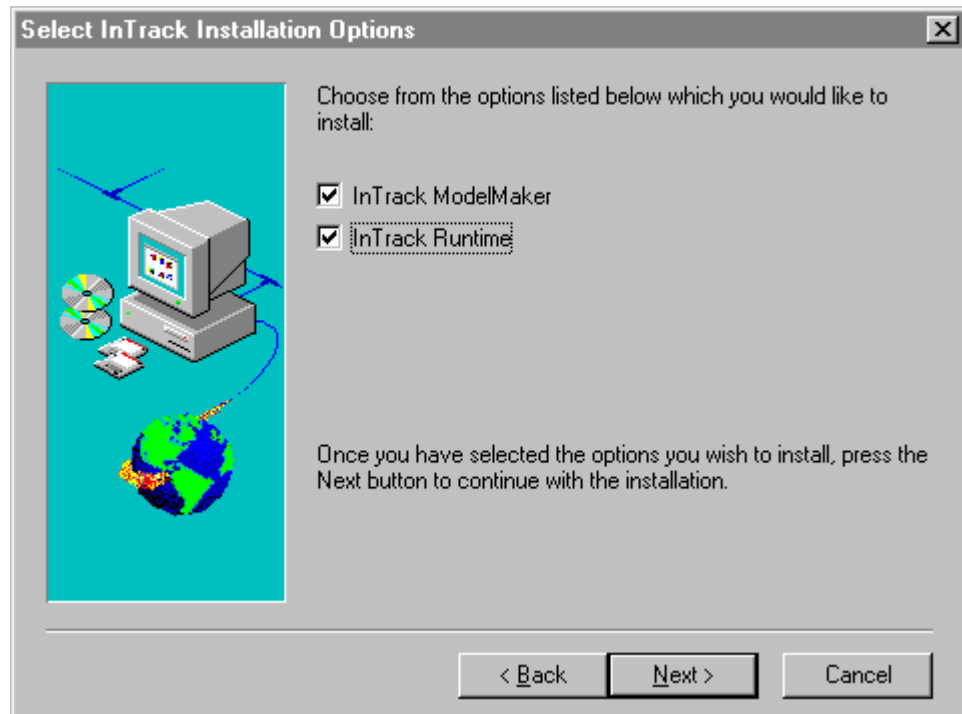 Select InTrack Installation Options
Choose from the options listed below which you would like to
install:
InTrack ModelMaker
InTrack Runtime
Once you have selected the options you wish to install, press the
Next button to continue with the installation.
< Back
Next >
Cancel